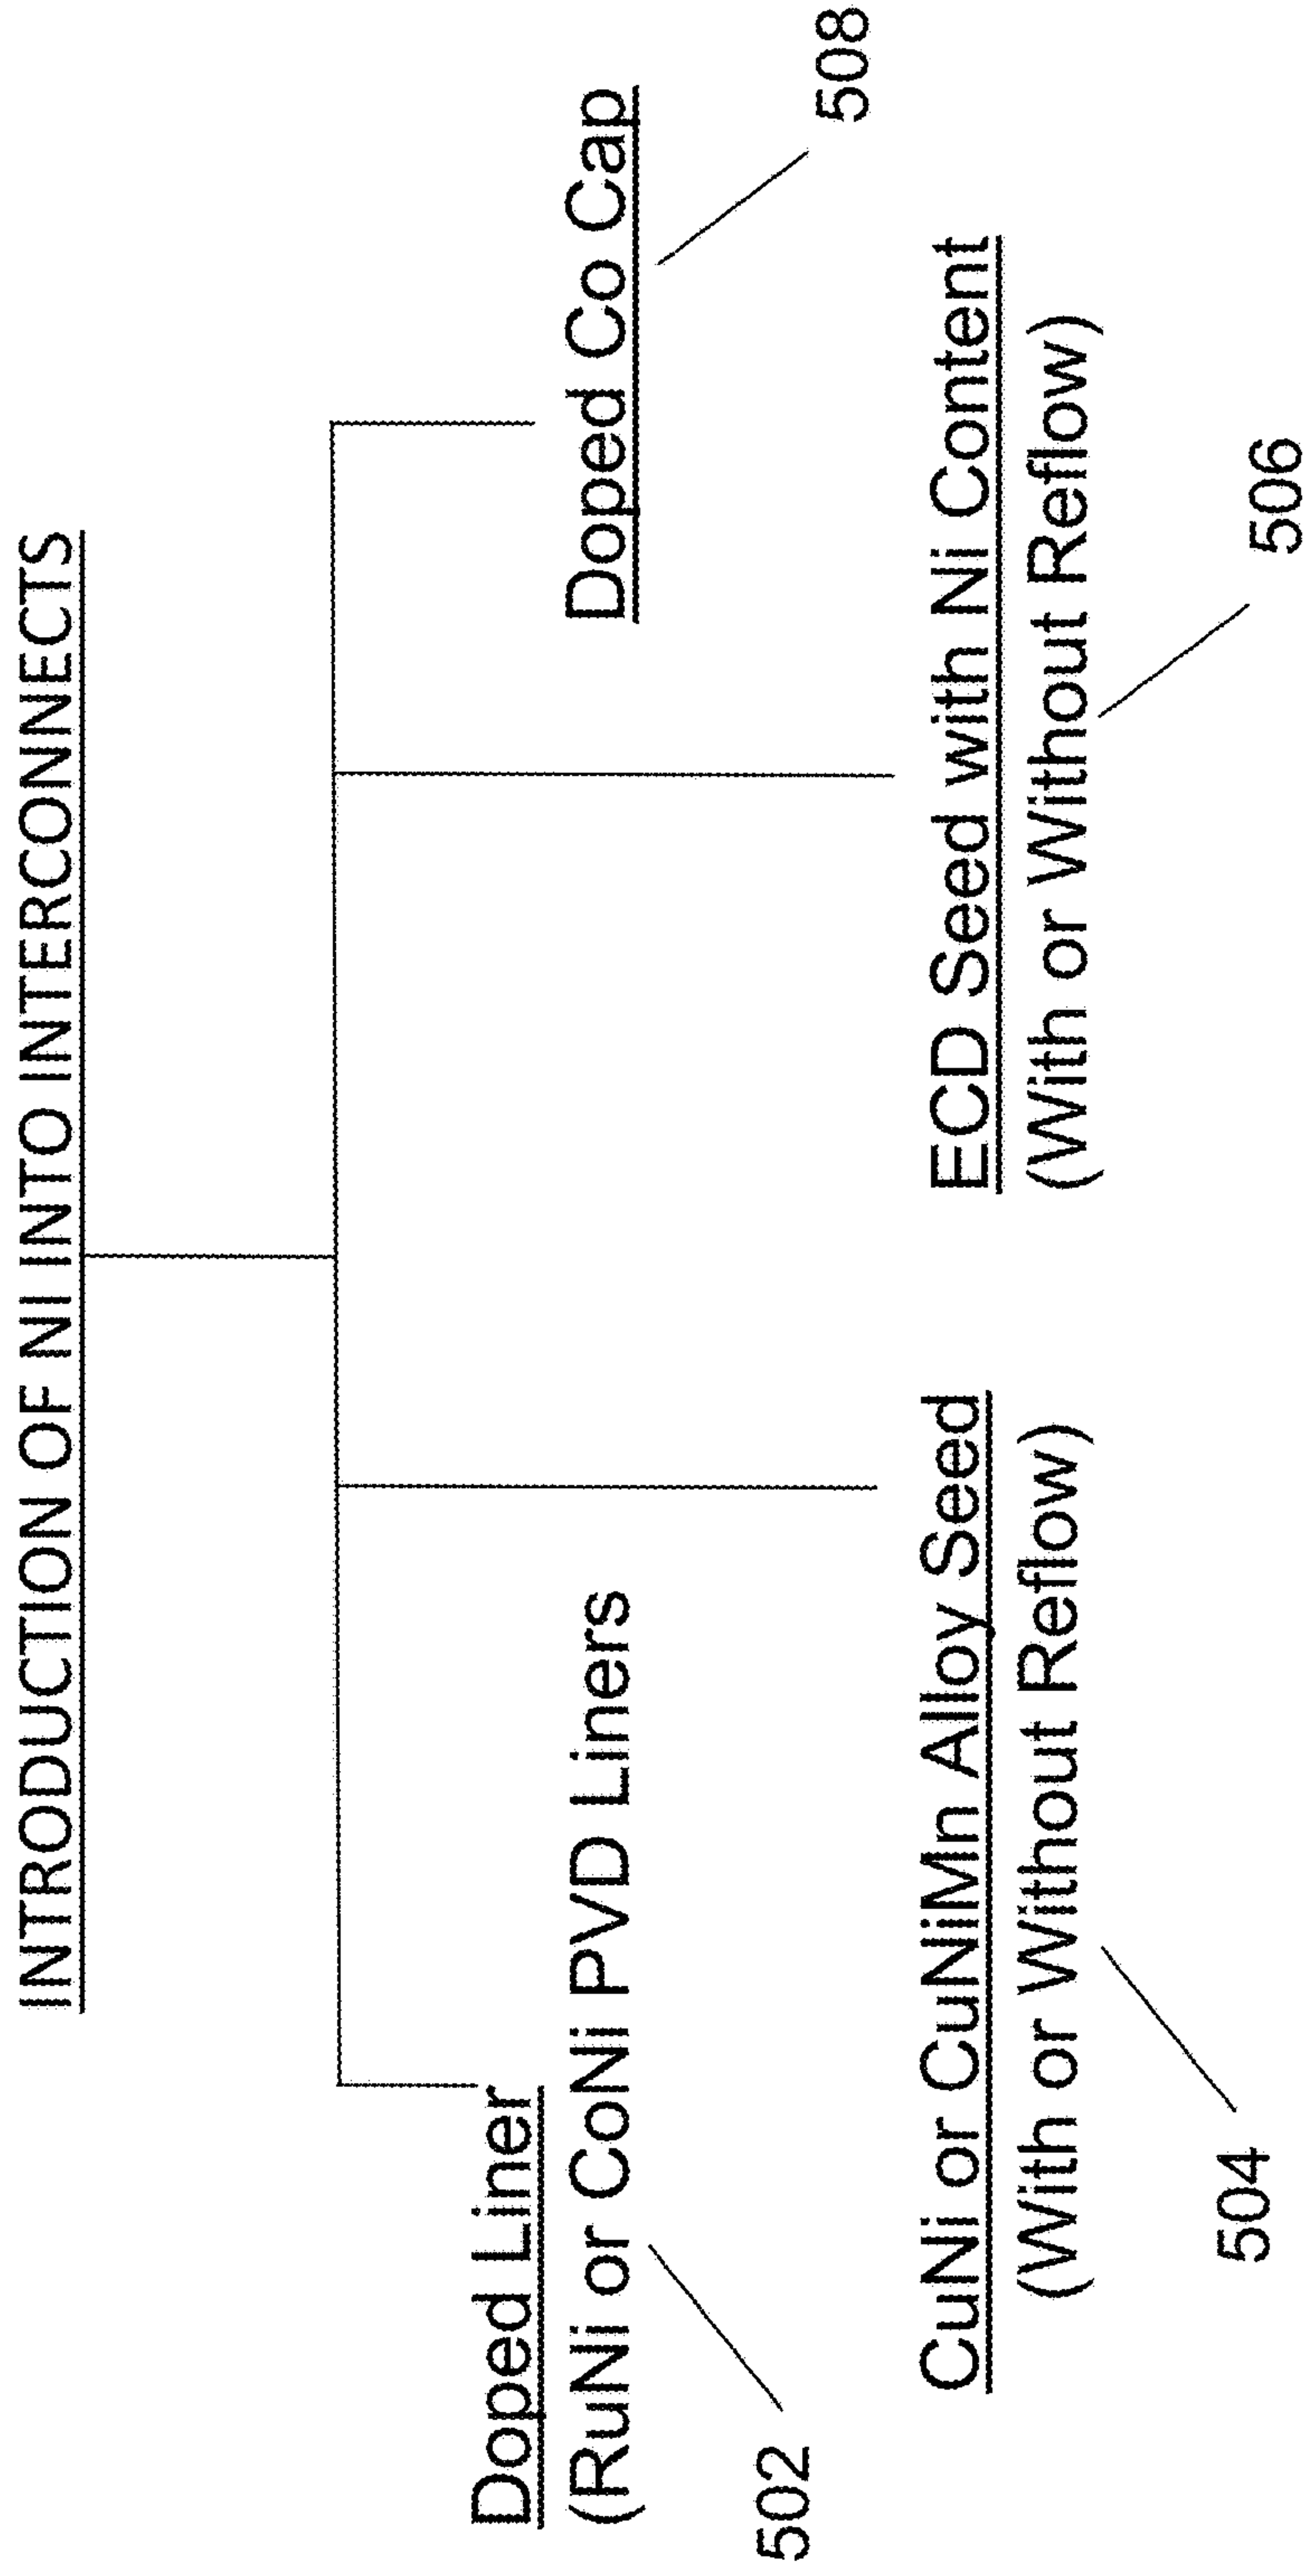 INTRODUCTION OF NI INTO INTERCONNECTS
Doped Liner
(RuNi or CoNi PVD Liners
502
CuNi or CuNiMn Alloy Seed
(With or Without Reflow)
504
ECD Seed with Ni Content
(With or Without Reflow)
506
Doped Co Cap
508